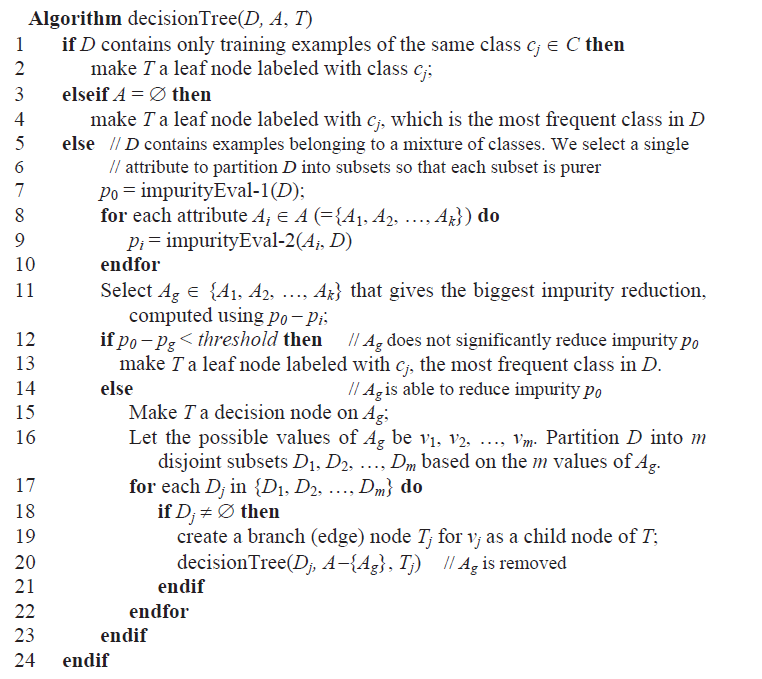 Algorithm decisionTree(D, A, T)
1 if D contains only training examples of the same class cⱼ ∈ C then
2 make T a leaf node labeled with class cⱼ;
3 elseif A = ∅ then
4 make T a leaf node labeled with cⱼ, which is the most frequent class in D
5 else // D contains examples belonging to a mixture of classes. We select a single
6 // attribute to partition D into subsets so that each subset is purer
7 p₀ = impurityEval-1(D);
8 for each attribute Aᵢ ∈ A (={A₁, A₂, …, Aₖ}) do
9 pᵢ = impurityEval-2(Aᵢ, D)
10 endfor
11 Select A_g ∈ {A₁, A₂, …, Aₖ} that gives the biggest impurity reduction,
computed using p₀ – pᵢ;
12 if p₀ – p_g < threshold then // A_g does not significantly reduce impurity p₀
13 make T a leaf node labeled with cⱼ, the most frequent class in D.
14 else // A_g is able to reduce impurity p₀
15 Make T a decision node on A_g;
16 Let the possible values of A_g be v₁, v₂, …, vₘ. Partition D into m
disjoint subsets D₁, D₂, …, Dₘ based on the m values of A_g.
17 for each Dⱼ in {D₁, D₂, …, Dₘ} do
18 if Dⱼ ≠ ∅ then
19 create a branch (edge) node Tⱼ for vⱼ as a child node of T;
20 decisionTree(Dⱼ, A–{A_g}, Tⱼ) // A_g is removed
21 endif
22 endfor
23 endif
24 endif